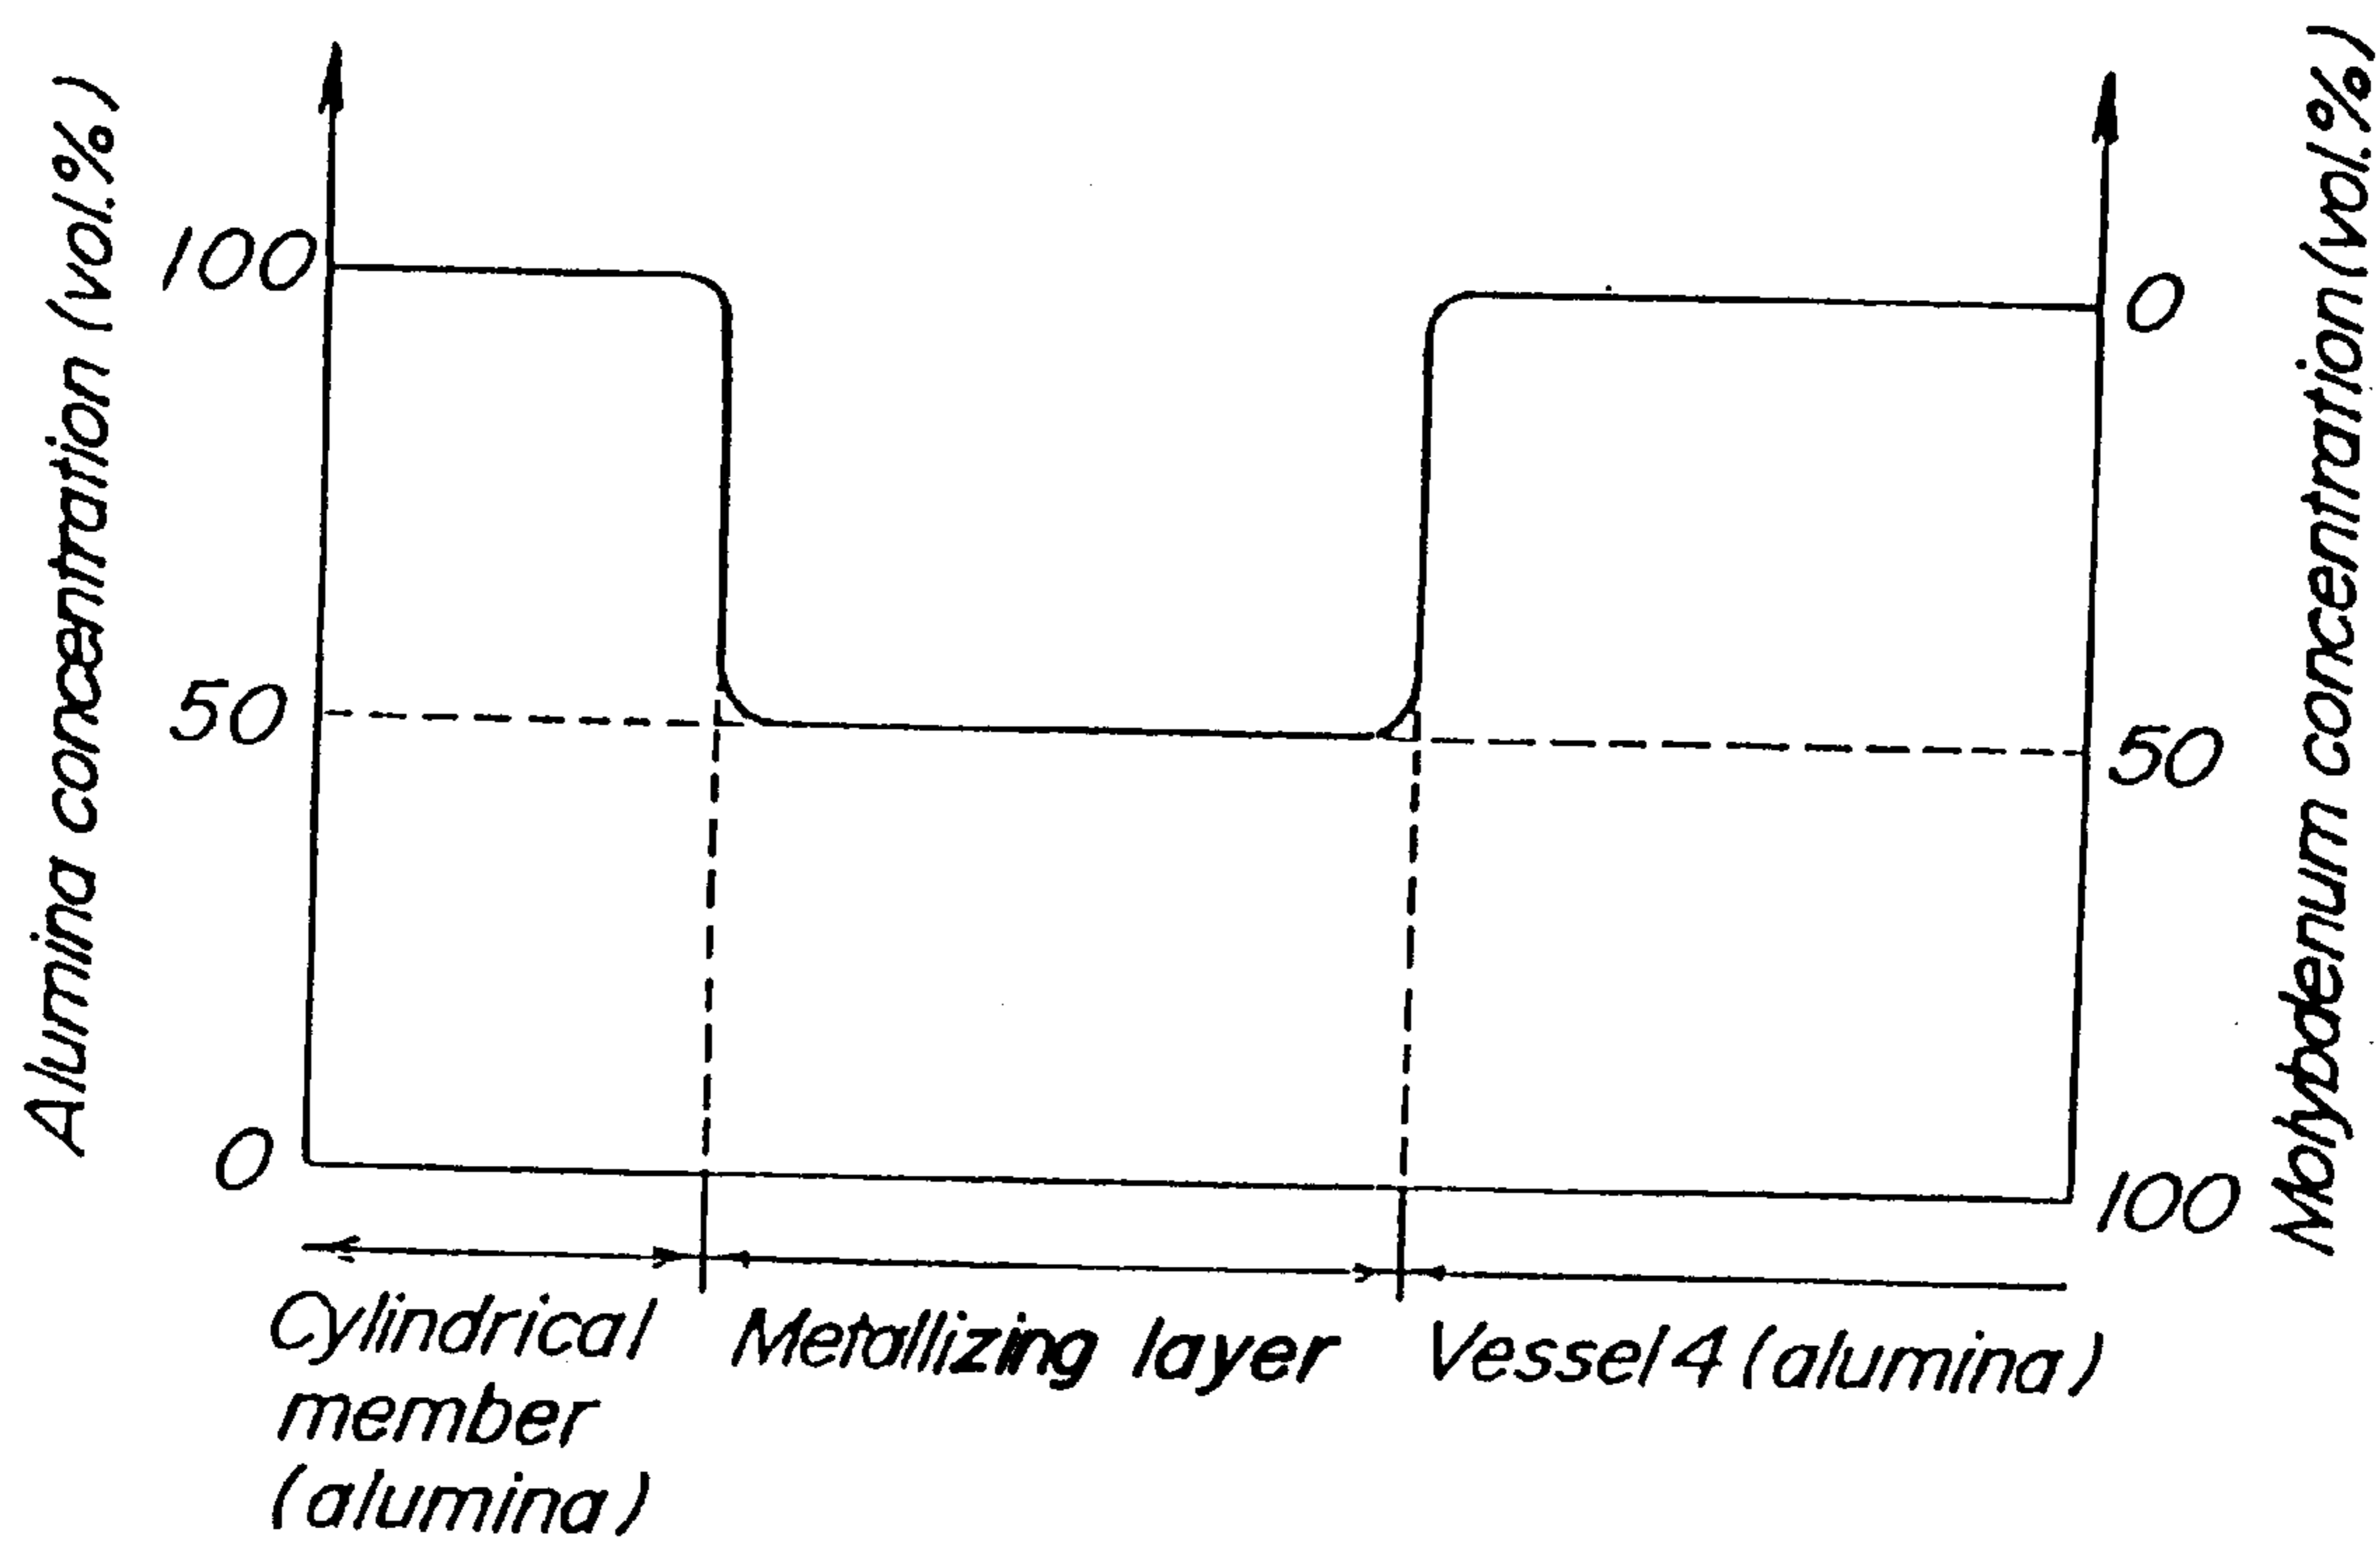 Alumina concentration (vol.%)
100
50
0
0
50
100
Molybdenum concentration (vol.%)
Cylindrical
member
(alumina)
Metallizing layer
Vessel 4 (alumina)